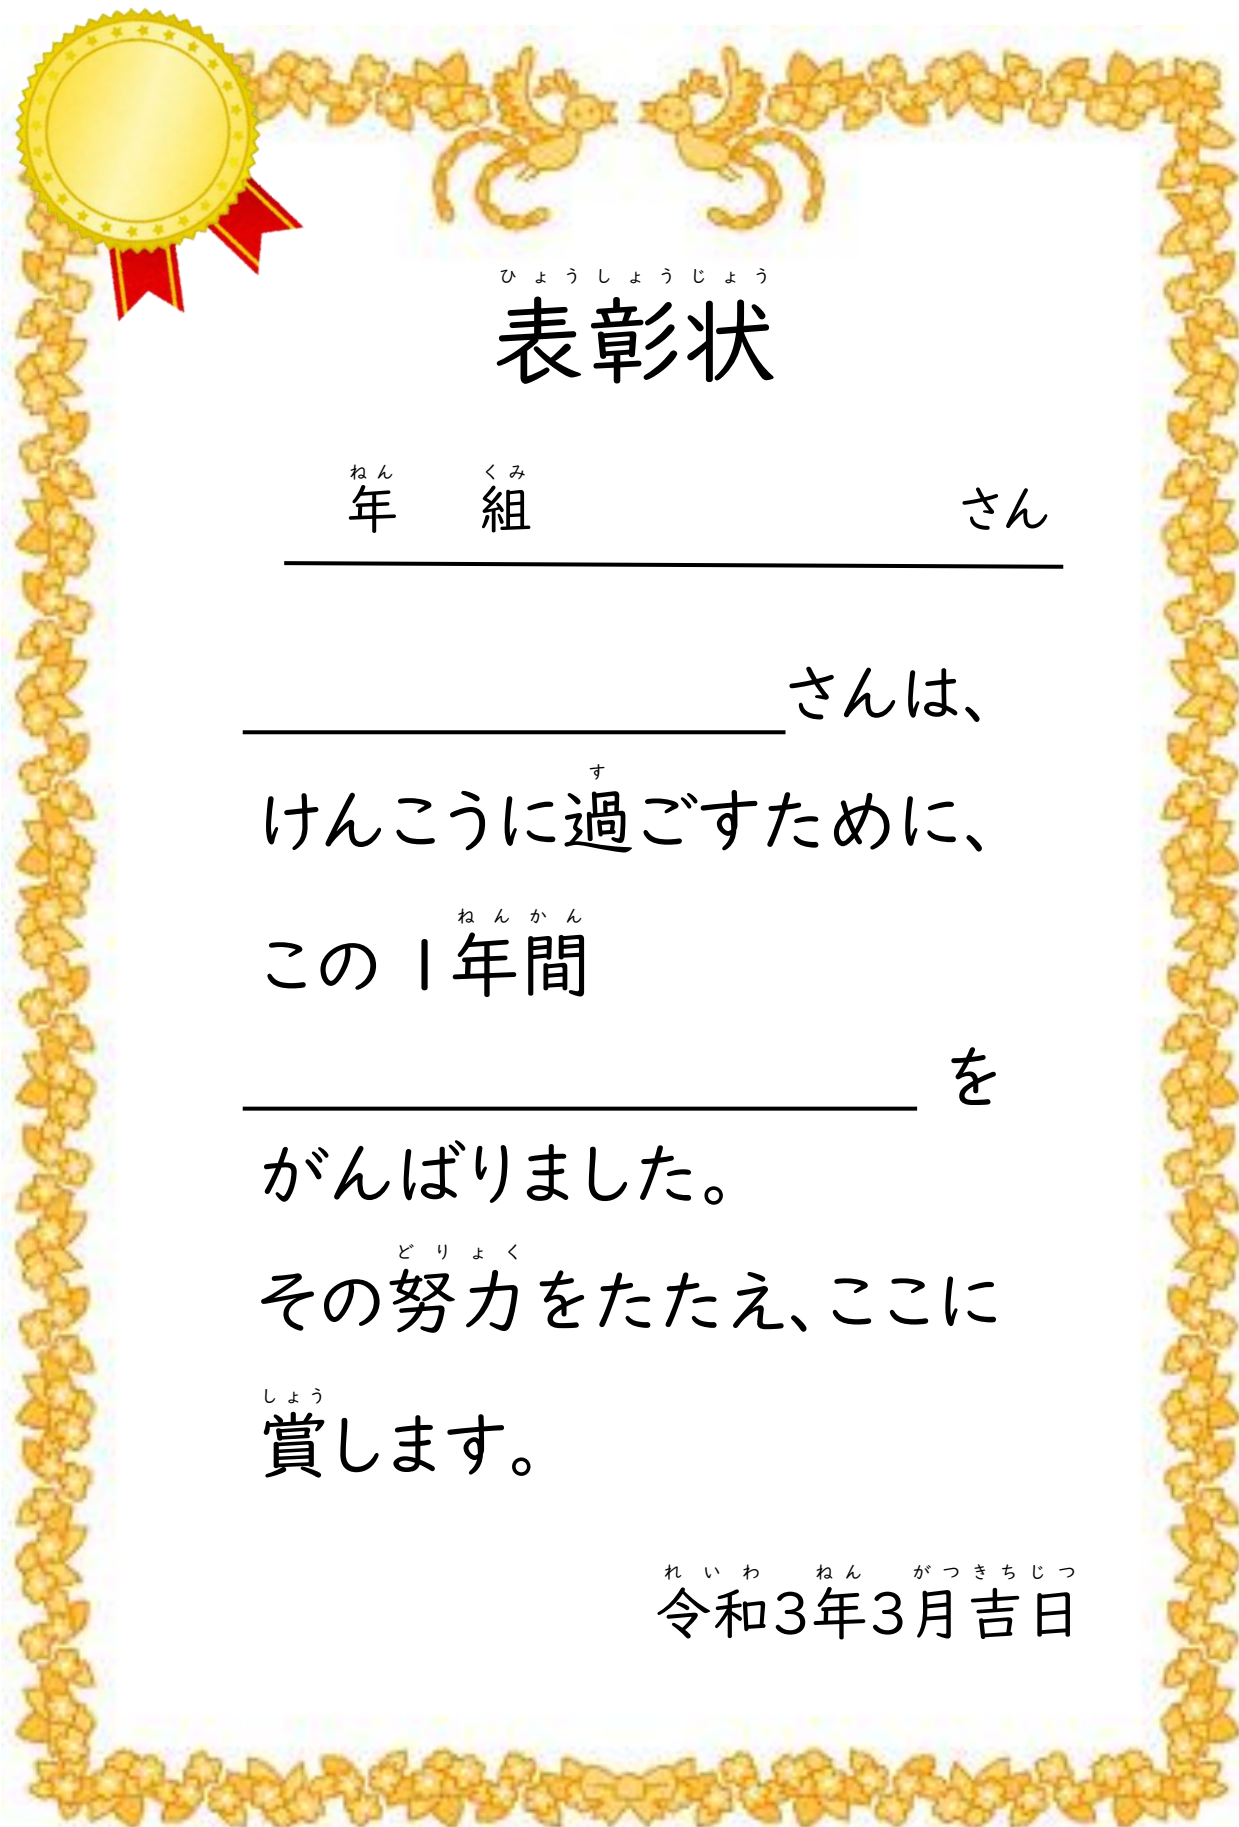 ひょうしょうじょう
表彰状
ねん くみ
年 組 さん
さんは、
す
けんこうに過ごすために、
ねんかん
この1年間
を
がんばりました。
どりょく
その努力をたたえ、ここに
しょう
賞します。
れいわ ねん がつきちじつ
令和3年3月吉日